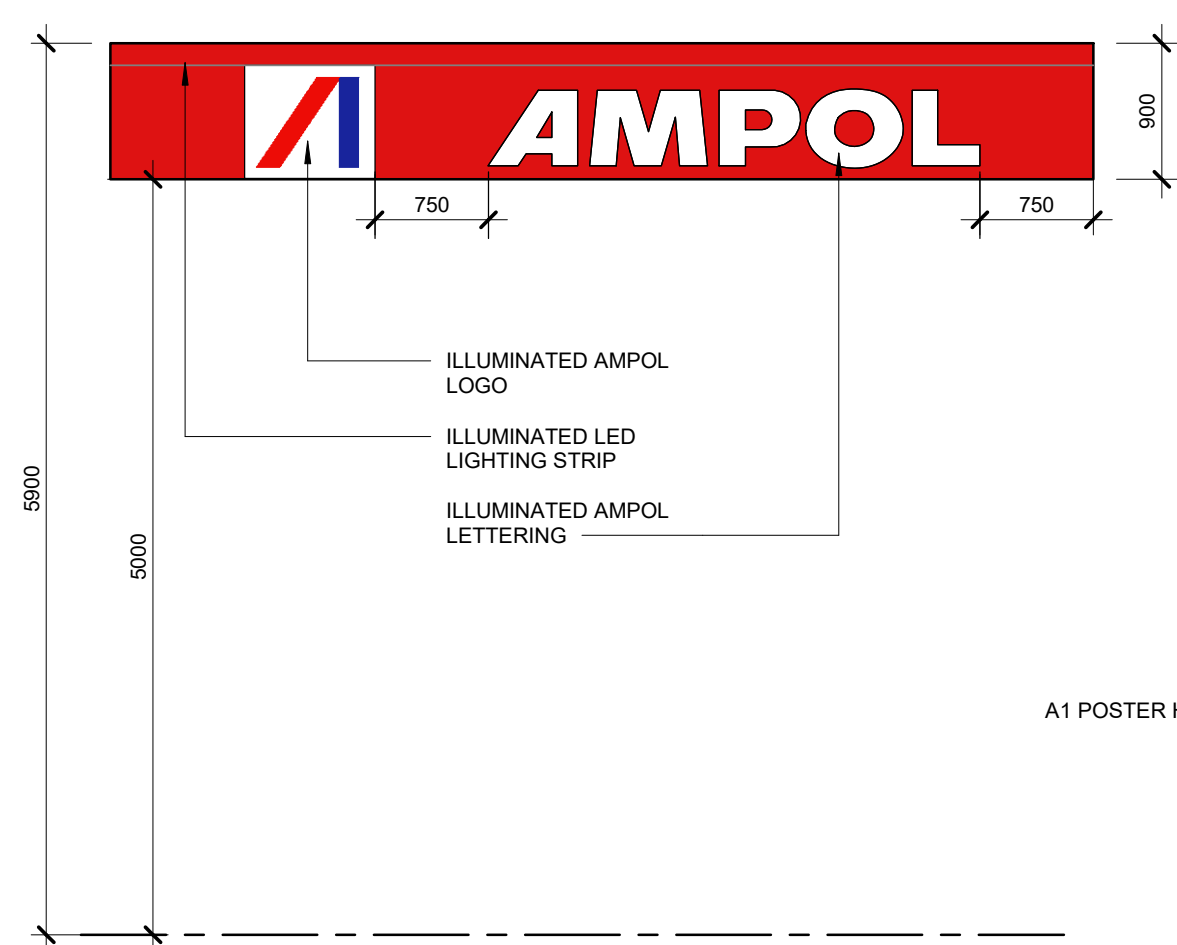 AMPOL
900
750
750
ILLUMINATED AMPOL
LOGO
ILLUMINATED LED
LIGHTING STRIP
ILLUMINATED AMPOL
LETTERING
5900
5000
A1 POSTER